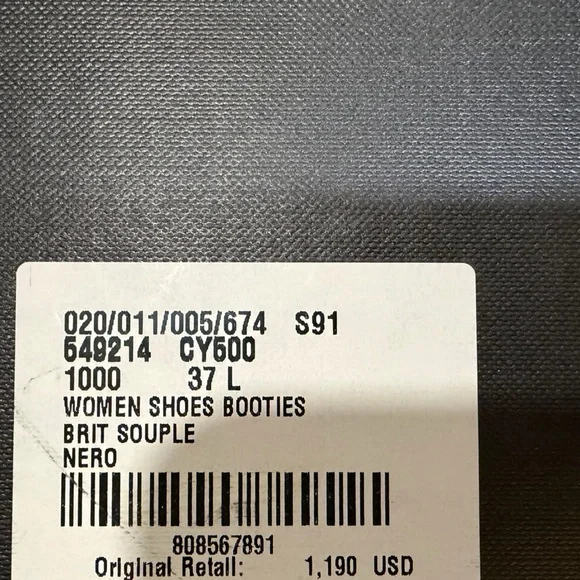 020/011/005/674 S91
549214 CY500
1000 37 L
WOMEN SHOES BOOTIES
BRIT SOUPLE
NERO
808567891
Original Retail: 1,190 USD